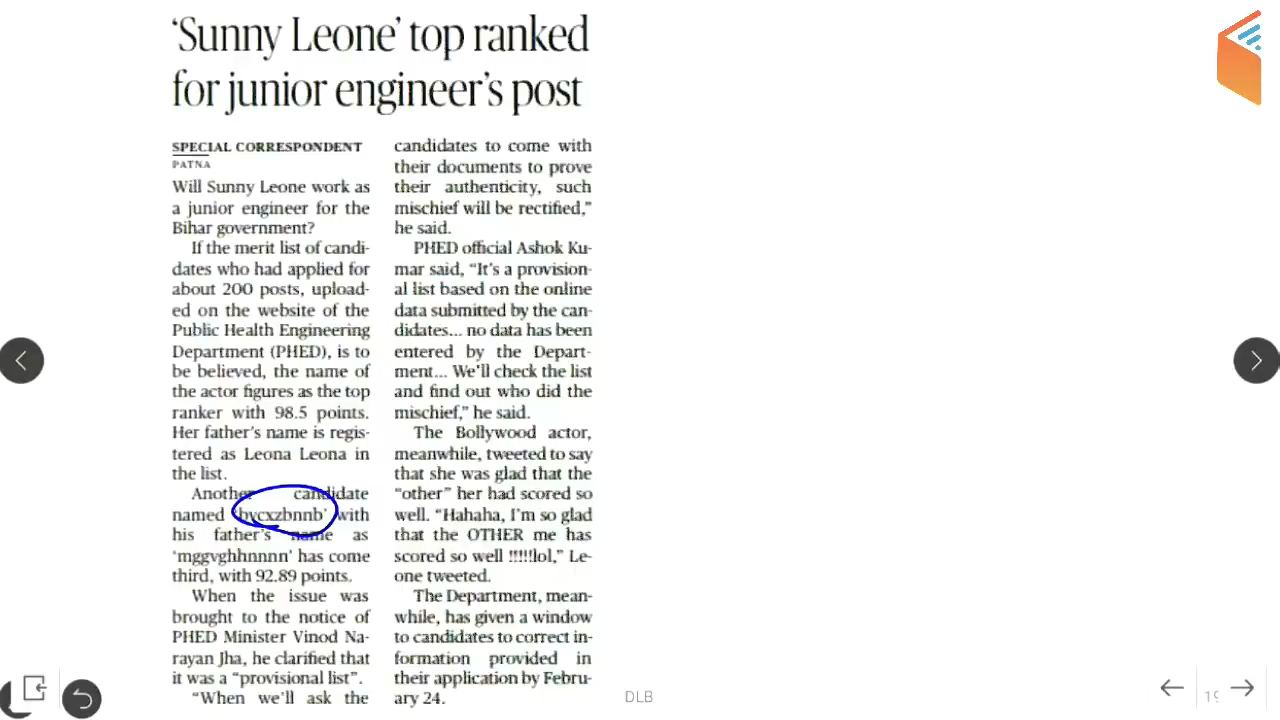 ‘Sunny Leone’ top ranked
for junior engineer’s post
SPECIAL CORRESPONDENT
PATNA
Will Sunny Leone work as
a junior engineer for the
Bihar government?
If the merit list of candi-
dates who had applied for
about 200 posts, upload-
ed on the website of the
Public Health Engineering
Department (PHED), is to
be believed, the name of
the actor figures as the top
ranker with 98.5 points.
Her father’s name is regis-
tered as Leona Leona in
the list.
Another candidate
named ‘bvcxzbnnb’ with
his father’s name as
‘mggvghhnnnn’ has come
third, with 92.89 points.
When the issue was
brought to the notice of
PHED Minister Vinod Na-
rayan Jha, he clarified that
it was a “provisional list”.
“When we’ll ask the
candidates to come with
their documents to prove
their authenticity, such
mischief will be rectified,”
he said.
PHED official Ashok Ku-
mar said, “It’s a provision-
al list based on the online
data submitted by the can-
didates... no data has been
entered by the Depart-
ment... We’ll check the list
and find out who did the
mischief,” he said.
The Bollywood actor,
meanwhile, tweeted to say
that she was glad that the
“other” her had scored so
well. “Hahaha, I’m so glad
that the OTHER me has
scored so well !!!!!lol,” Le-
one tweeted.
The Department, mean-
while, has given a window
to candidates to correct in-
formation provided in
their application by Febru-
ary 24.
DLB